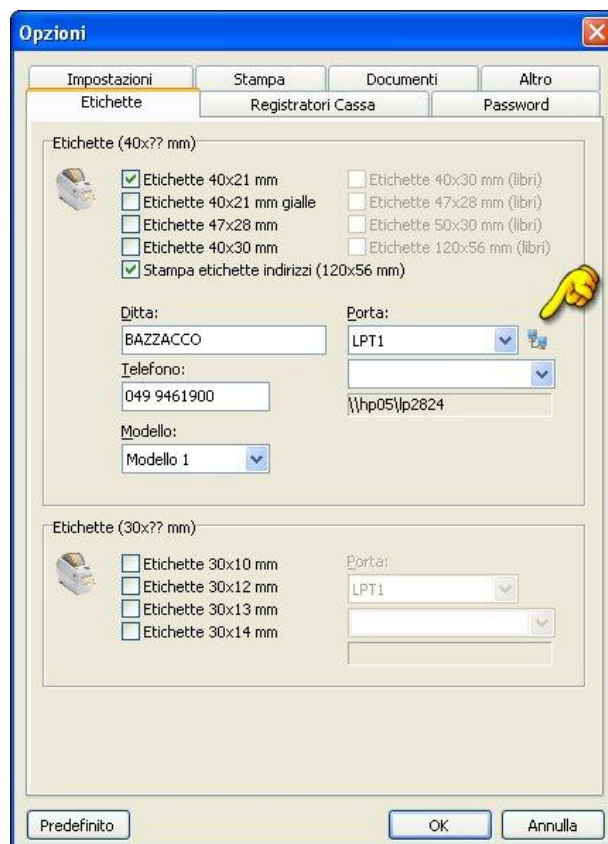 Opzioni
Impostazioni Stampa Documenti Altro
Etichette Registratori Cassa Password
Etichette (40x?? mm)
Etichette 40x21 mm Etichette 40x30 mm (libri)
Etichette 40x21 mm gialle Etichette 47x28 mm (libri)
Etichette 47x28 mm Etichette 50x30 mm (libri)
Etichette 40x30 mm Etichette 120x56 mm (libri)
Stampa etichette indirizzi (120x56 mm)
Ditta: Porta:
BAZZACCO LPT1
Telefono:
049 9461900 \\hp05\lp2824
Modello:
Modello 1
Etichette (30x?? mm)
Etichette 30x10 mm Porta:
Etichette 30x12 mm LPT1
Etichette 30x13 mm
Etichette 30x14 mm
Predefinito OK Annulla